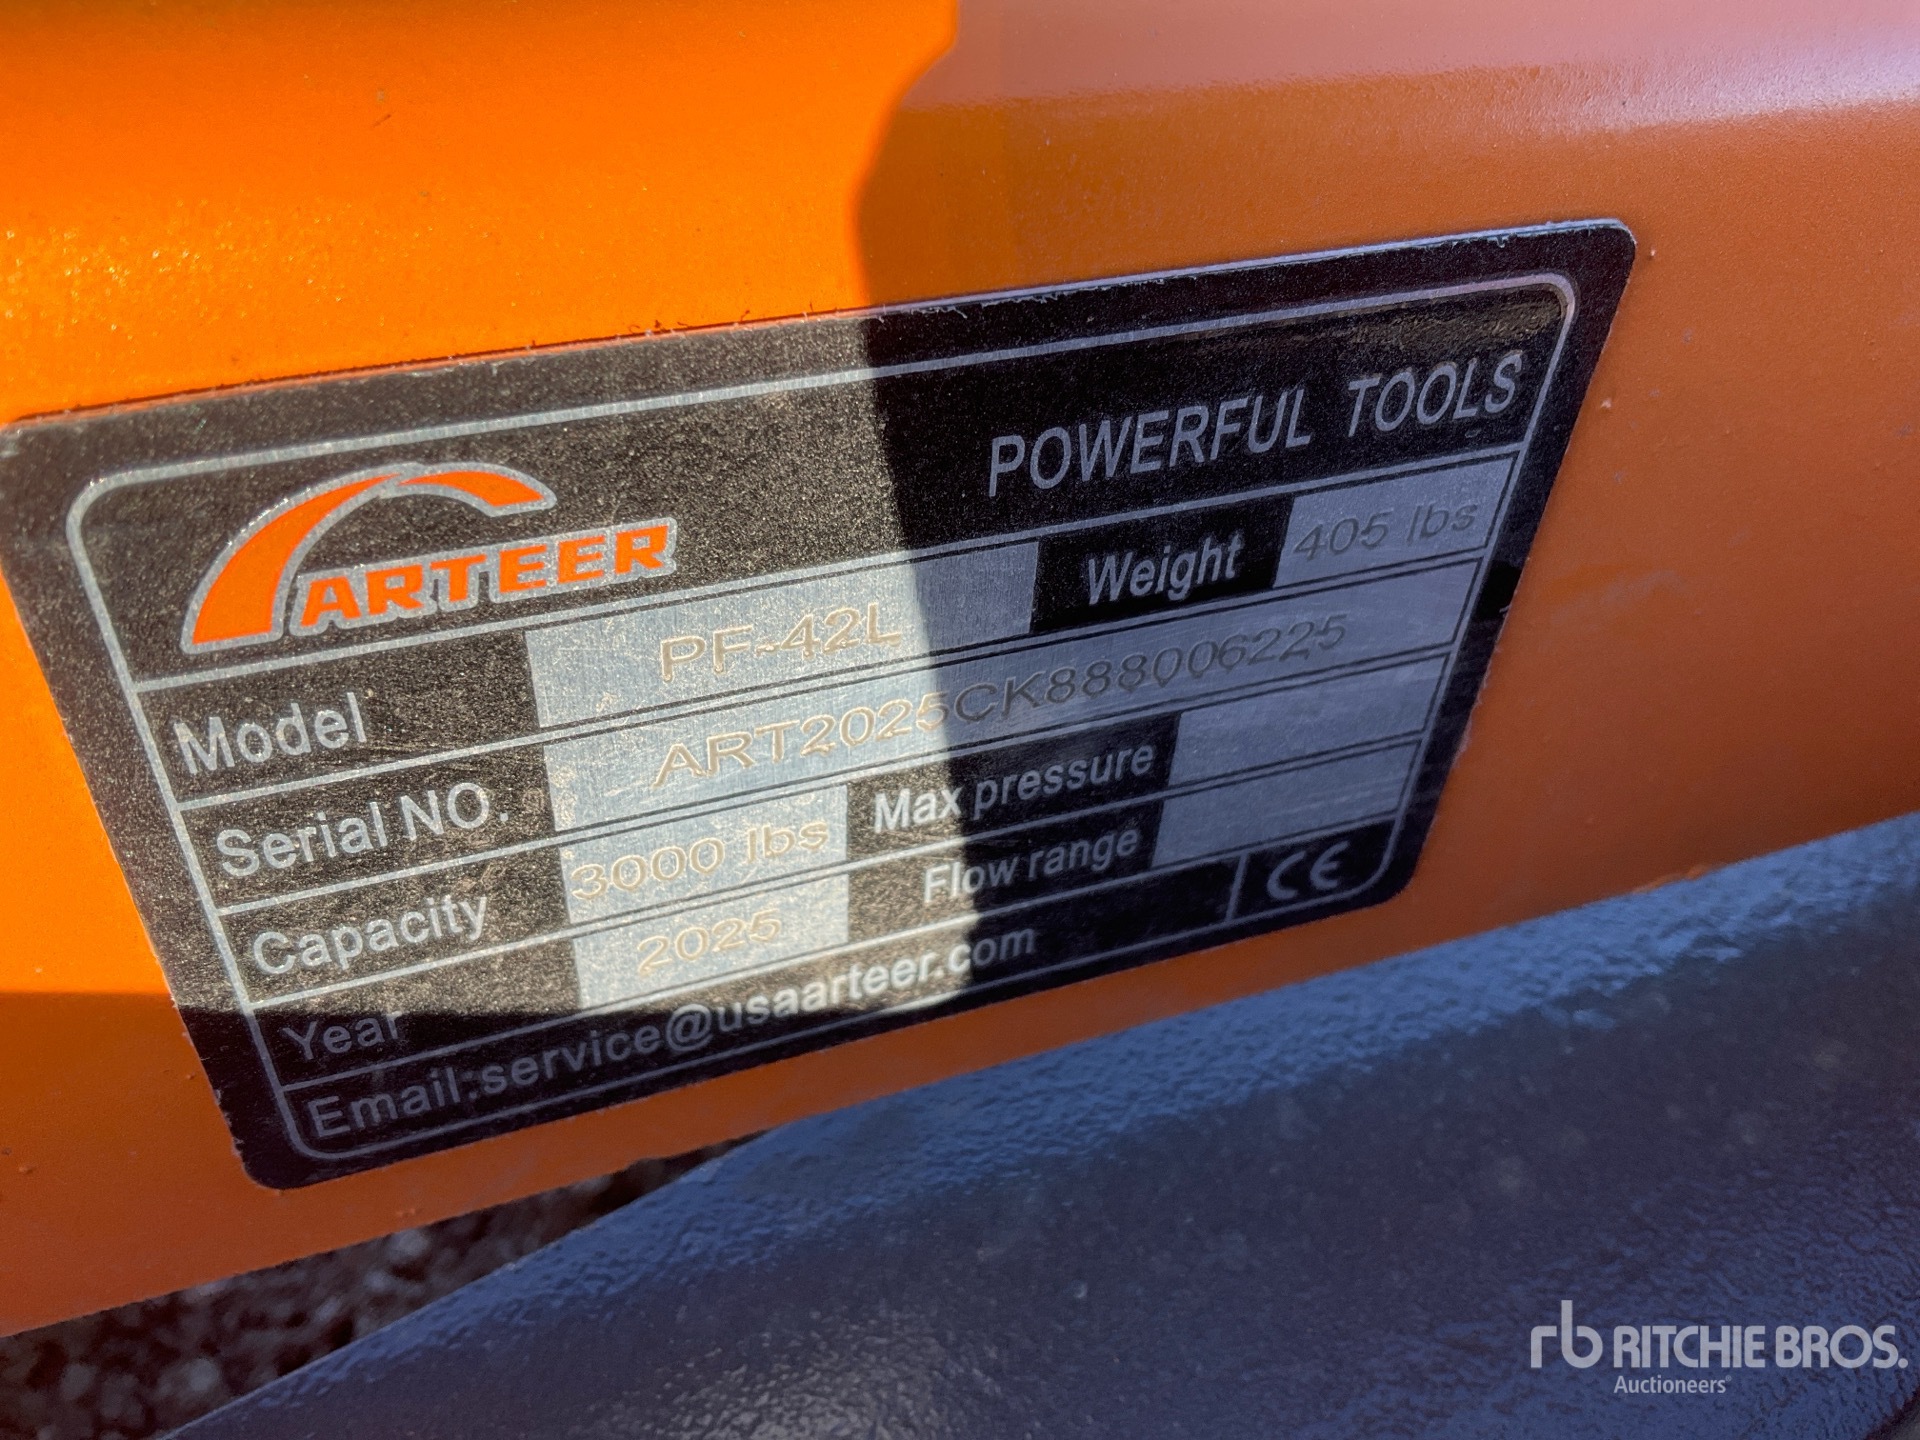 ARTEER POWERFUL TOOLS
Model PF-42L Weight 405 lbs
Serial NO. ART2025CK888006225
Capacity 3000 lbs Max pressure
Year 2025 Flow range
Email:service@usaarteer.com CE
rb RITCHIE BROS.
Auctioneers